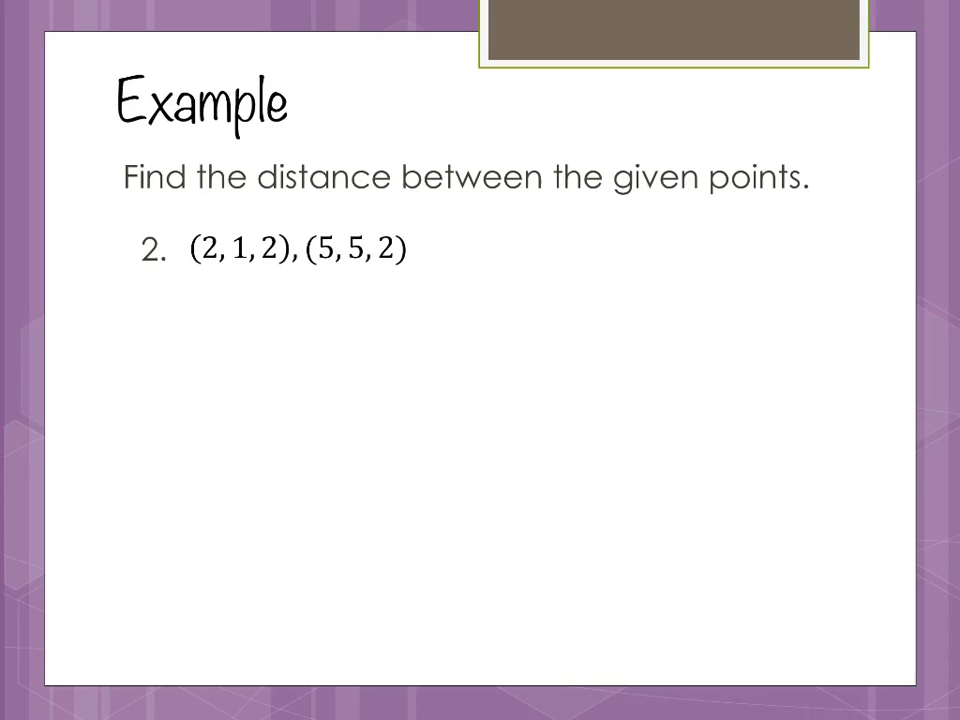 Example
Find the distance between the given points.
2. (2, 1, 2), (5, 5, 2)